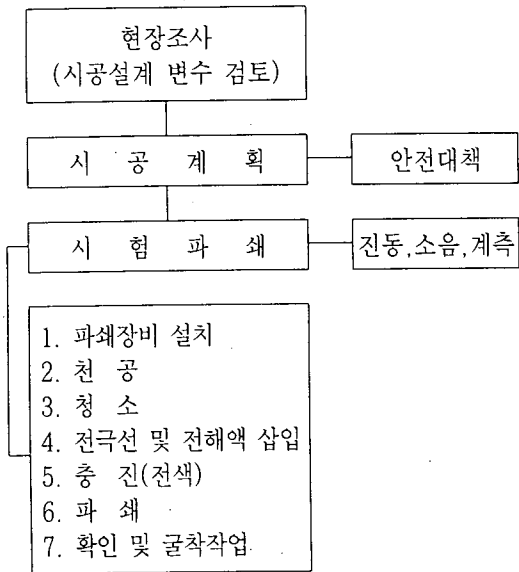 현장조사
(시공설계 변수 검토)
시 공 계 획
안전대책
시 험 파 쇄
진동,소음,계측
1. 파쇄장비 설치
2. 천 공
3. 청 소
4. 전극선 및 전해액 삽입
5. 충 진(전색)
6. 파 쇄
7. 확인 및 굴착작업